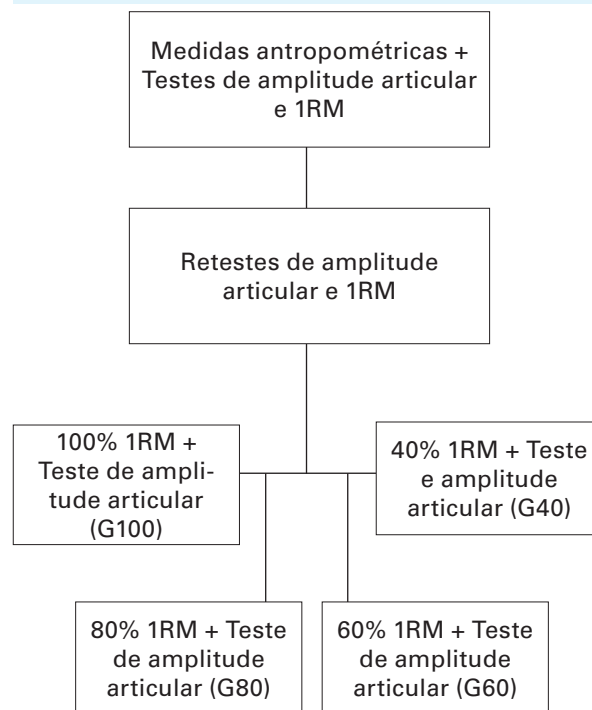 Medidas antropométricas +
Testes de amplitude articular
e 1RM
Retestes de amplitude
articular e 1RM
100% 1RM +
Teste de ampli-
tude articular
(G100)
40% 1RM + Teste
e amplitude
articular (G40)
80% 1RM + Teste
de amplitude
articular (G80)
60% 1RM + Teste
de amplitude
articular (G60)